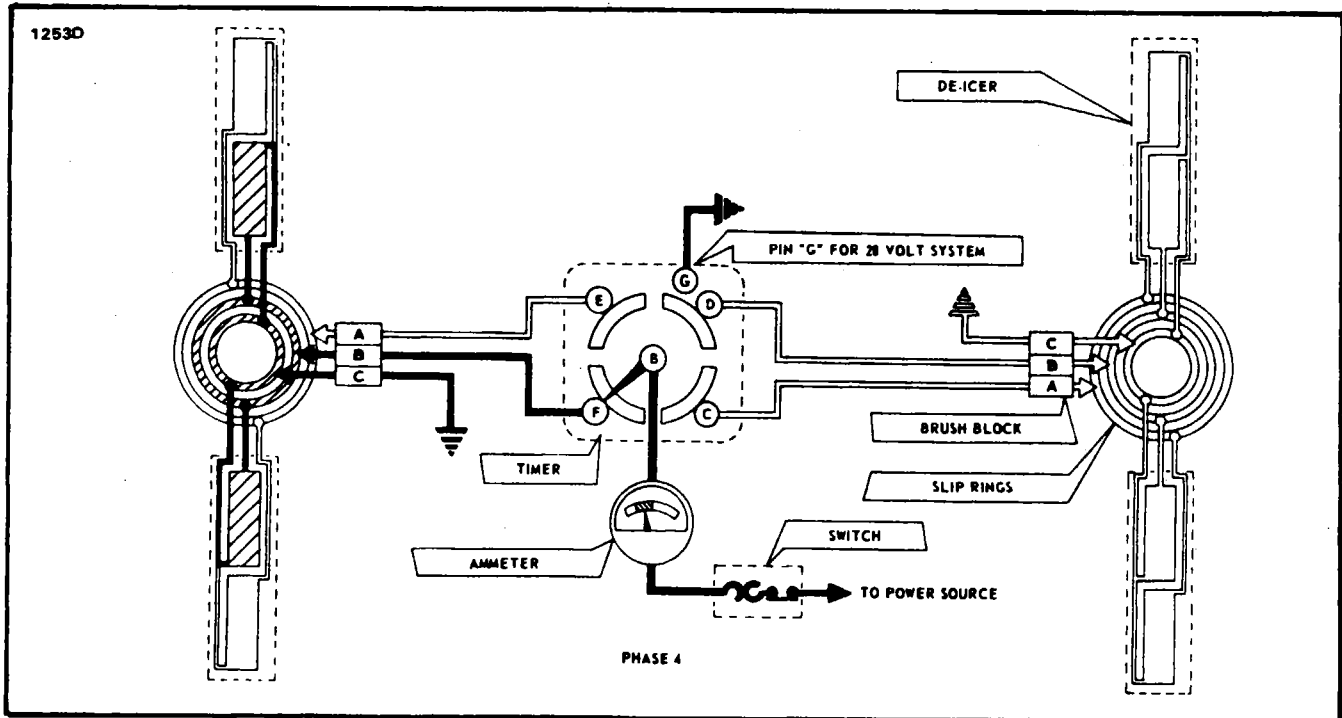 1253D
DE-ICER
PIN "G" FOR 28 VOLT SYSTEM
G
E
D
A
B
C
B
F
C
C
B
A
BRUSH BLOCK
TIMER
SLIP RINGS
SWITCH
AMMETER
TO POWER SOURCE
PHASE 4